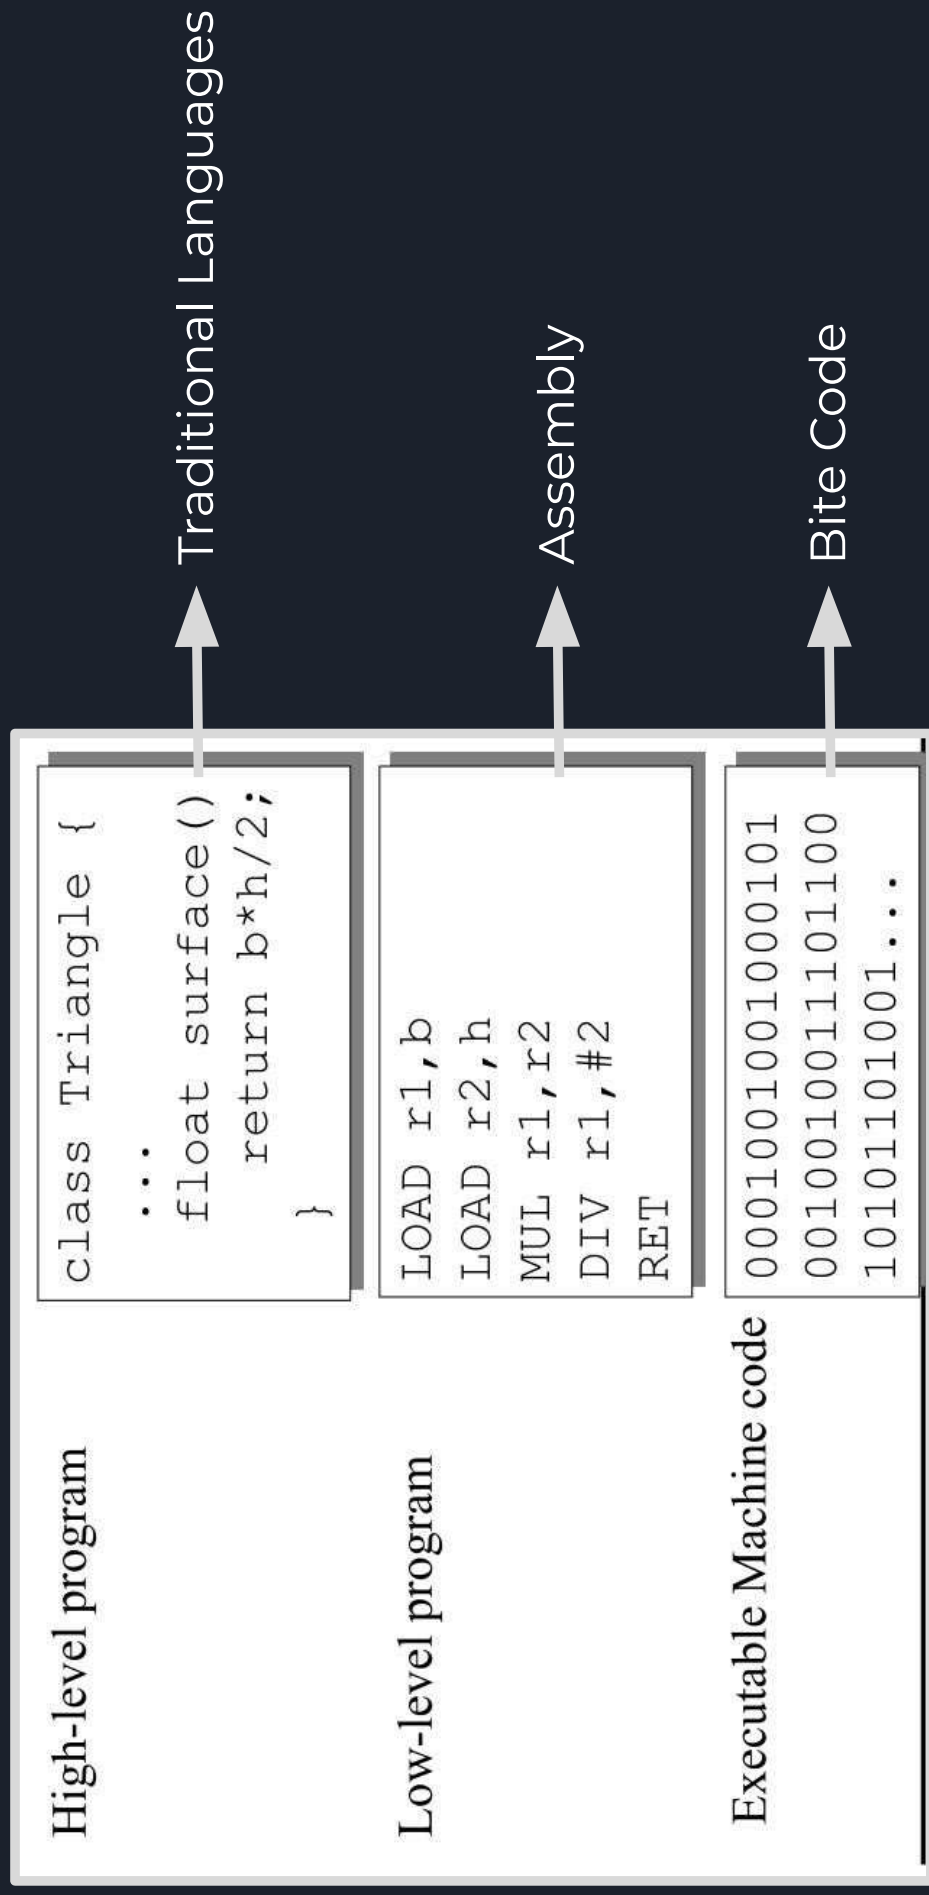 High-level program
class Triangle {
...
float surface()
return b*h/2;
}
Traditional Languages
Low-level program
LOAD r1,b
LOAD r2,h
MUL r1,r2
DIV r1,#2
RET
Assembly
Executable Machine code
0001001001000101
0010010011101100
10101101001...
Bite Code